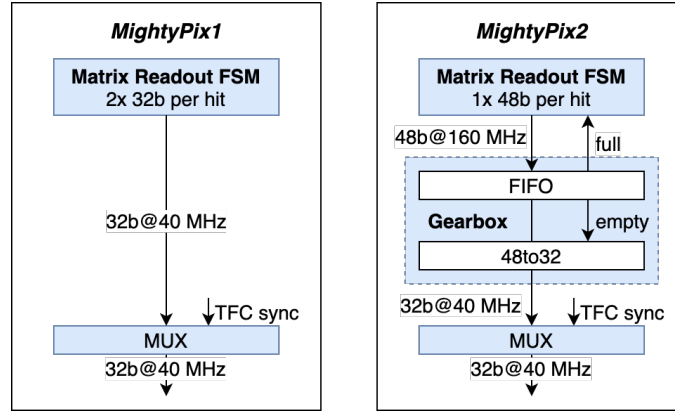 MightyPix1
Matrix Readout FSM
2x 32b per hit
32b@40 MHz
TFC sync
MUX
32b@40 MHz
MightyPix2
Matrix Readout FSM
1x 48b per hit
48b@160 MHz
full
FIFO
Gearbox
empty
48to32
32b@40 MHz
TFC sync
MUX
32b@40 MHz